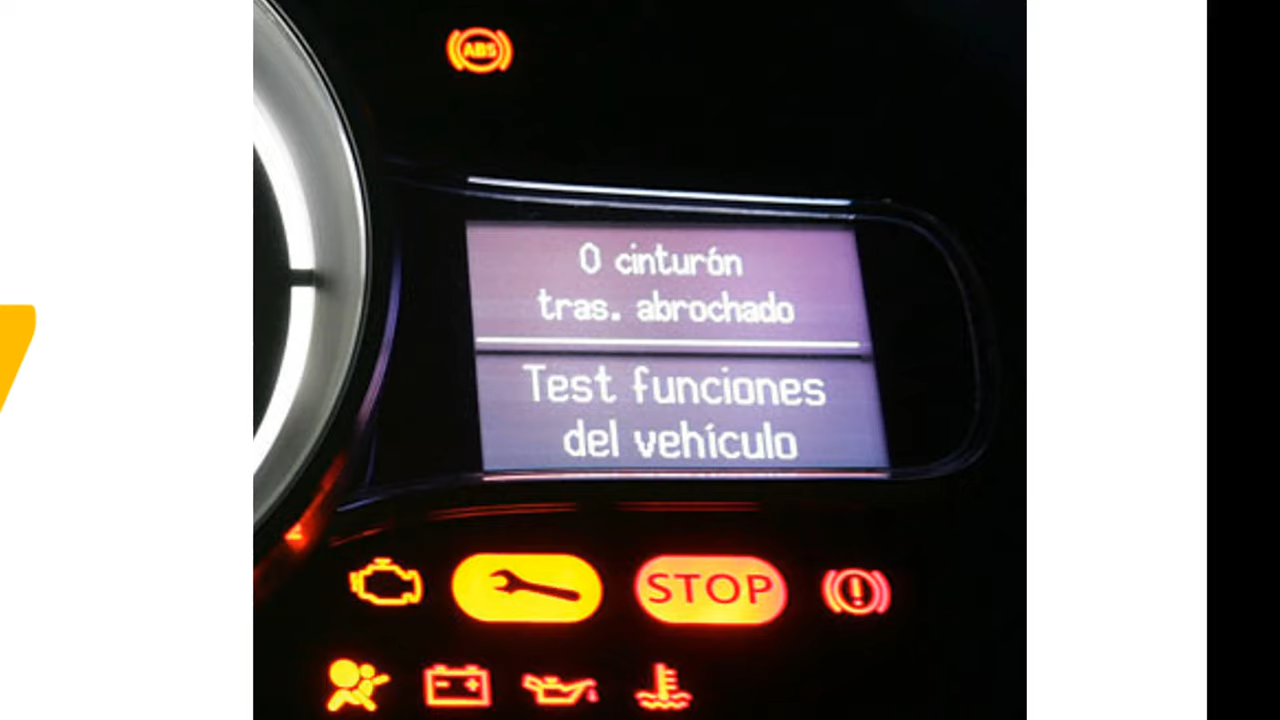 ABS
0 cinturón
tras. abrochado
Test funciones
del vehículo
STOP